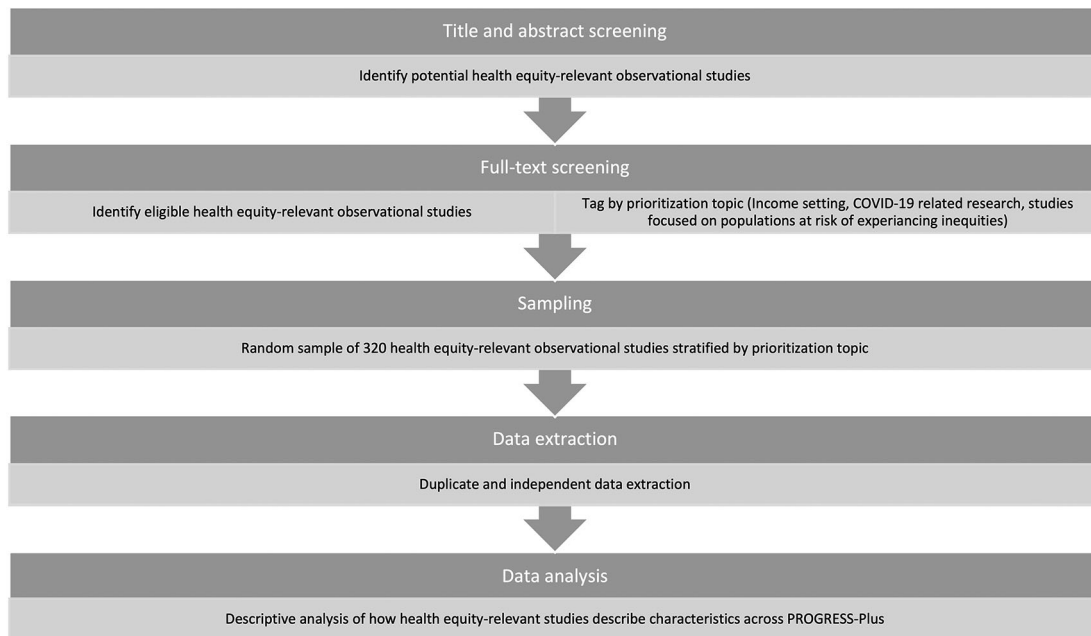 Title and abstract screening
Identify potential health equity-relevant observational studies
Full-text screening
Identify eligible health equity-relevant observational studies
Tag by prioritization topic (Income setting, COVID-19 related research, studies
focused on populations at risk of experiancing inequities)
Sampling
Random sample of 320 health equity-relevant observational studies stratified by prioritization topic
Data extraction
Duplicate and independent data extraction
Data analysis
Descriptive analysis of how health equity-relevant studies describe characteristics across PROGRESS-Plus